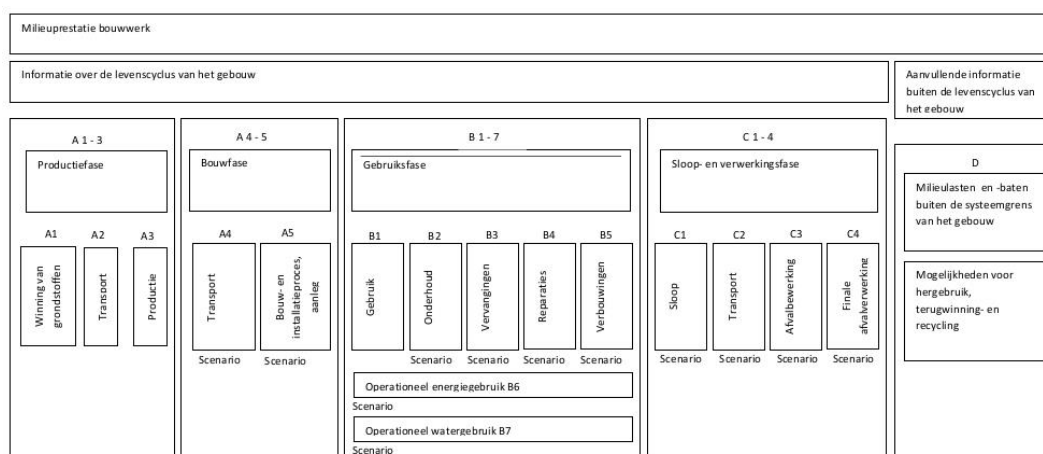 Milieuprestatie bouwwerk
Informatie over de levenscyclus van het gebouw
Aanvullende informatie
buiten de levenscyclus van
het gebouw
A 1 - 3
Productiefase
A1
A2
A3
Winning van
grondstoffen
Transport
Productie
A 4 - 5
Bouwfase
A4
A5
Transport
Bouw- en
installatieproces,
aanleg
Scenario
Scenario
B 1 - 7
Gebruiksfase
B1
B2
B3
B4
B5
Gebruik
Onderhoud
Vervangingen
Reparaties
Verbouwingen
Scenario
Scenario
Scenario
Scenario
Operationeel energiegebruik B6
Scenario
Operationeel watergebruik B7
Scenario
C 1 - 4
Sloop- en verwerkingsfase
C1
C2
C3
C4
Sloop
Transport
Afvalbewerking
Finale
afvalverwerking
Scenario
Scenario
Scenario
Scenario
D
Milieulasten en -baten
buiten de systeemgrens
van het gebouw
Mogelijkheden voor
hergebruik,
terugwinning- en
recycling